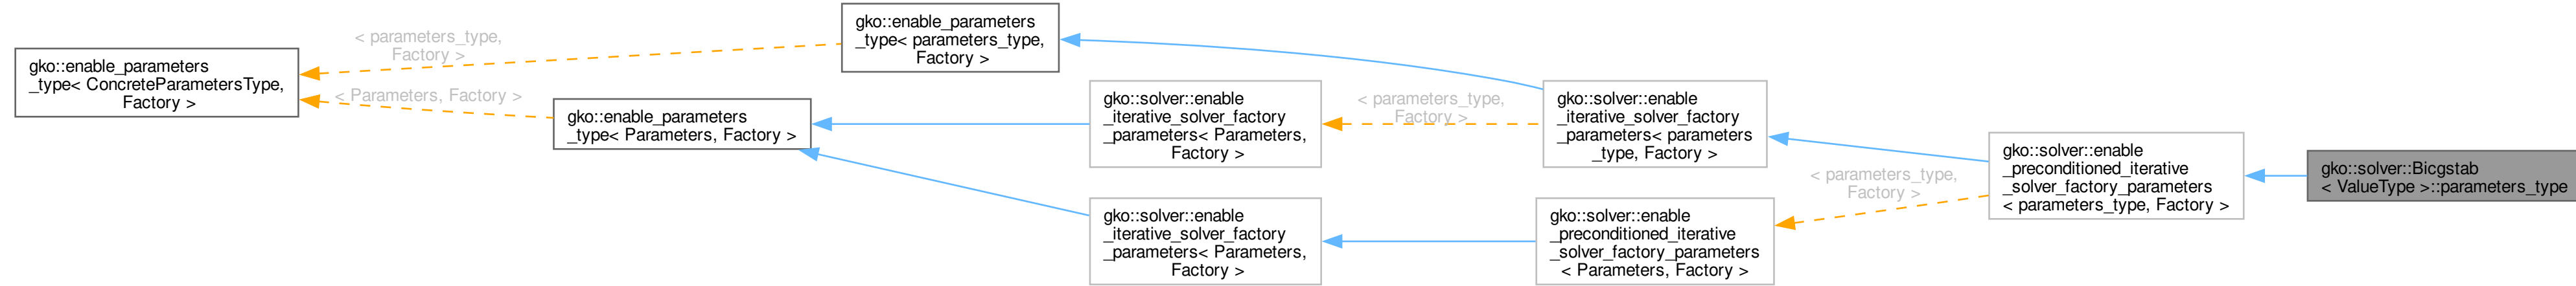 gko::enable_parameters
_type< ConcreteParametersType,
Factory >
< parameters_type,
Factory >
< Parameters, Factory >
gko::enable_parameters
_type< parameters_type,
Factory >
gko::enable_parameters
_type< Parameters, Factory >
gko::solver::enable
_iterative_solver_factory
_parameters< Parameters,
Factory >
gko::solver::enable
_iterative_solver_factory
_parameters< Parameters,
Factory >
< parameters_type,
Factory >
gko::solver::enable
_iterative_solver_factory
_parameters< parameters
_type, Factory >
gko::solver::enable
_preconditioned_iterative
_solver_factory_parameters
< Parameters, Factory >
< parameters_type,
Factory >
gko::solver::enable
_preconditioned_iterative
_solver_factory_parameters
< parameters_type, Factory >
gko::solver::Bicgstab
< ValueType >::parameters_type